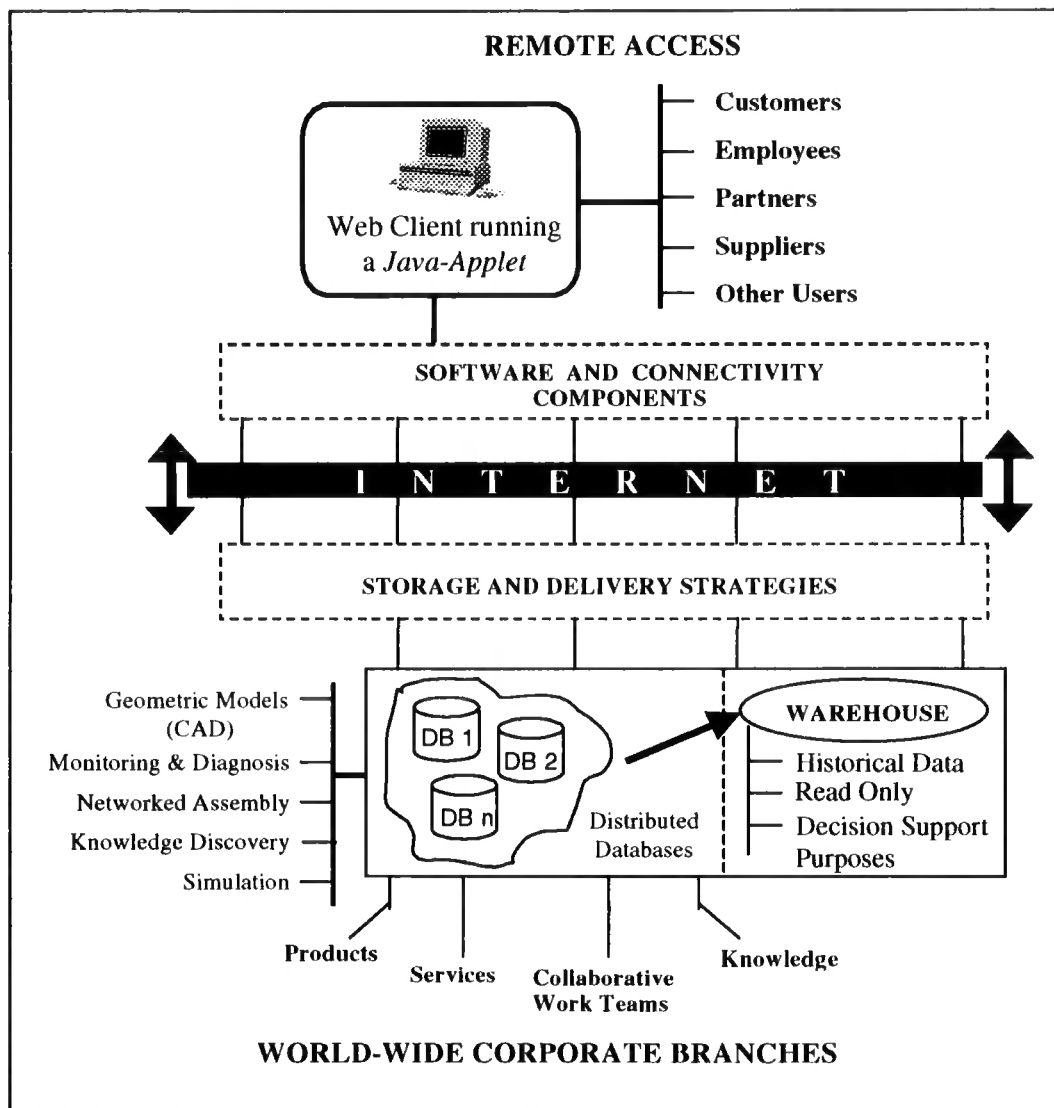 REMOTE ACCESS
Web Client running
a Java-Applet
Customers
Employees
Partners
Suppliers
Other Users
SOFTWARE AND CONNECTIVITY
COMPONENTS
I N T E R N E T
STORAGE AND DELIVERY STRATEGIES
Geometric Models
(CAD)
Monitoring & Diagnosis
Networked Assembly
Knowledge Discovery
Simulation
DB 1
DB 2
DB n
Distributed
Databases
WAREHOUSE
Historical Data
Read Only
Decision Support
Purposes
Products
Services
Collaborative
Work Teams
Knowledge
WORLD-WIDE CORPORATE BRANCHES